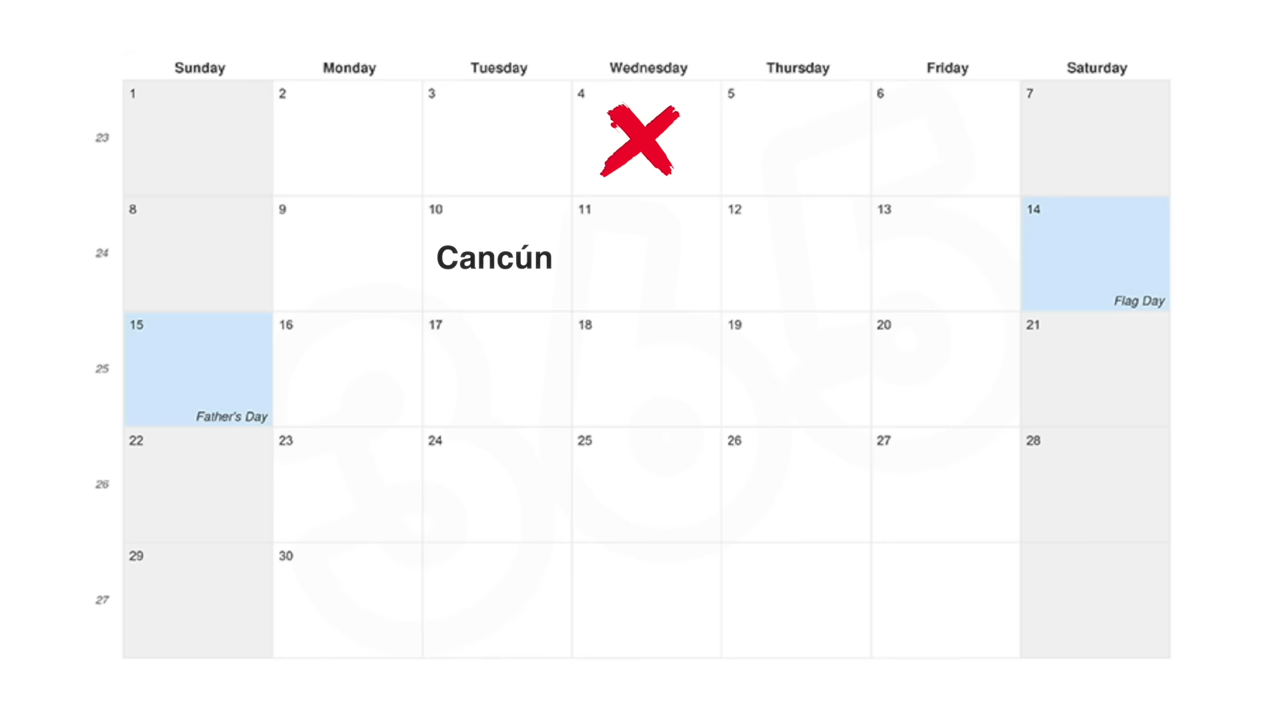 Sunday Monday Tuesday Wednesday Thursday Friday Saturday
23 1 2 3 4 5 6 7
24 8 9 10 11 12 13 14
Cancún
Flag Day
25 15 16 17 18 19 20 21
Father's Day
26 22 23 24 25 26 27 28
27 29 30
365